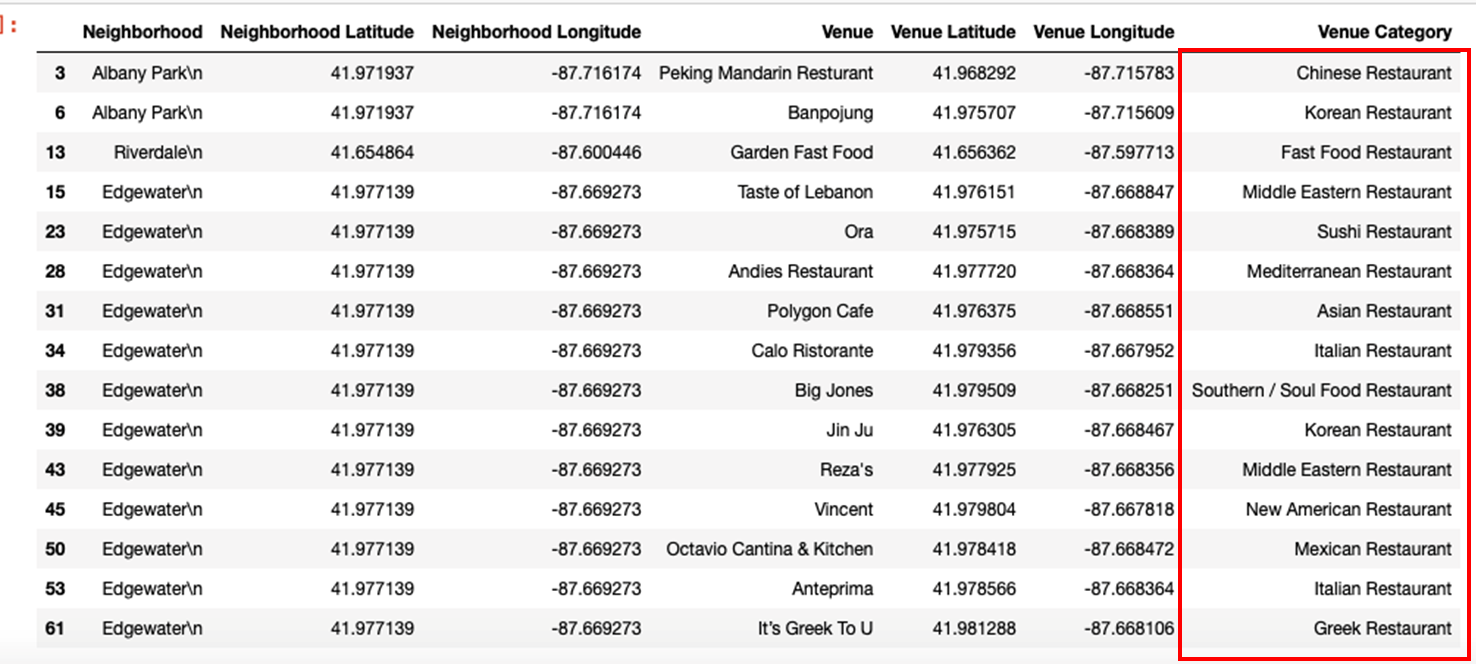 ]:
Neighborhood Neighborhood Latitude Neighborhood Longitude Venue Venue Latitude Venue Longitude Venue Category
3 Albany Park\n 41.971937 -87.716174 Peking Mandarin Resturant 41.968292 -87.715783 Chinese Restaurant
6 Albany Park\n 41.971937 -87.716174 Banpojung 41.975707 -87.715609 Korean Restaurant
13 Riverdale\n 41.654864 -87.600446 Garden Fast Food 41.656362 -87.597713 Fast Food Restaurant
15 Edgewater\n 41.977139 -87.669273 Taste of Lebanon 41.976151 -87.668847 Middle Eastern Restaurant
23 Edgewater\n 41.977139 -87.669273 Ora 41.975715 -87.668389 Sushi Restaurant
28 Edgewater\n 41.977139 -87.669273 Andies Restaurant 41.977720 -87.668364 Mediterranean Restaurant
31 Edgewater\n 41.977139 -87.669273 Polygon Cafe 41.976375 -87.668551 Asian Restaurant
34 Edgewater\n 41.977139 -87.669273 Calo Ristorante 41.979356 -87.667952 Italian Restaurant
38 Edgewater\n 41.977139 -87.669273 Big Jones 41.979509 -87.668251 Southern / Soul Food Restaurant
39 Edgewater\n 41.977139 -87.669273 Jin Ju 41.976305 -87.668467 Korean Restaurant
43 Edgewater\n 41.977139 -87.669273 Reza's 41.977925 -87.668356 Middle Eastern Restaurant
45 Edgewater\n 41.977139 -87.669273 Vincent 41.979804 -87.667818 New American Restaurant
50 Edgewater\n 41.977139 -87.669273 Octavio Cantina & Kitchen 41.978418 -87.668472 Mexican Restaurant
53 Edgewater\n 41.977139 -87.669273 Anteprima 41.978566 -87.668364 Italian Restaurant
61 Edgewater\n 41.977139 -87.669273 It’s Greek To U 41.981288 -87.668106 Greek Restaurant